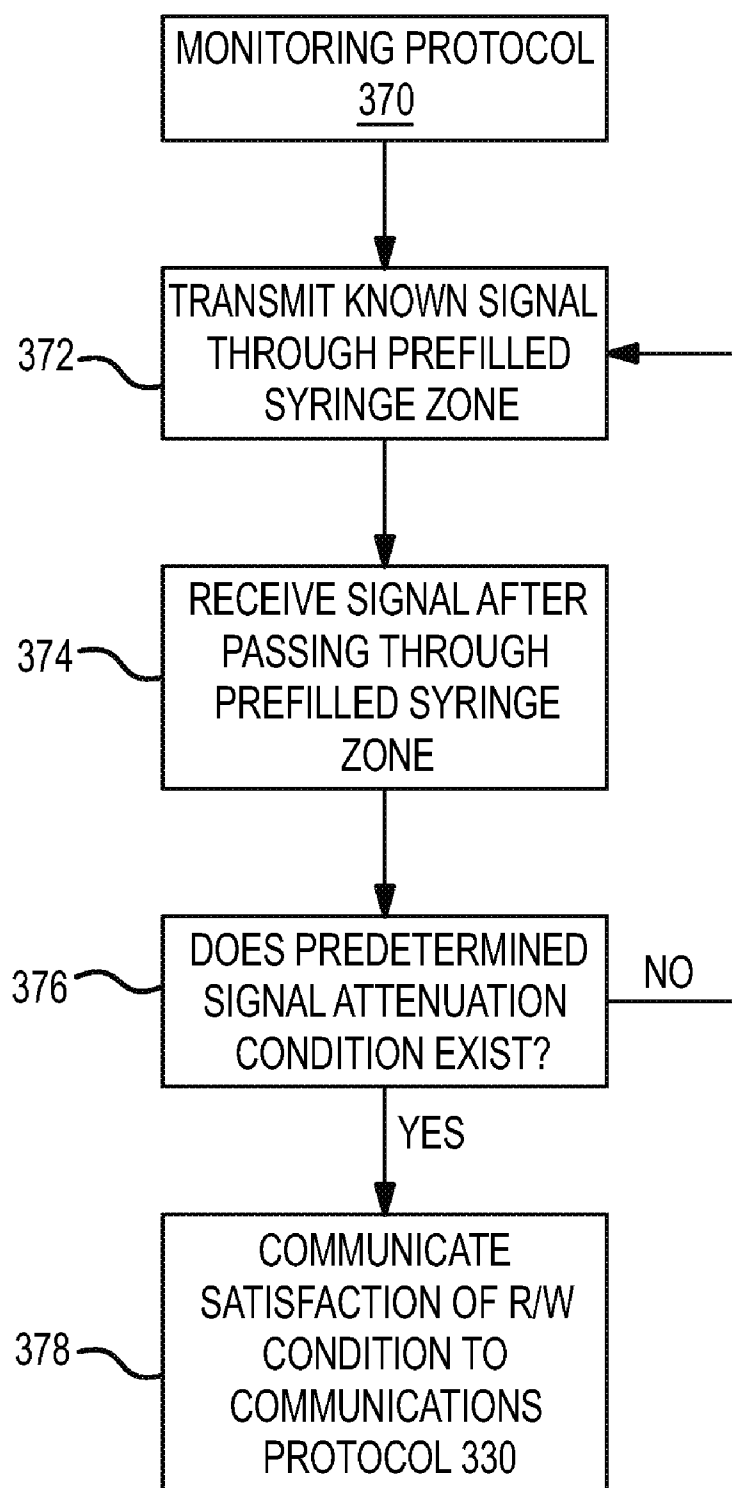 MONITORING PROTOCOL
370
372
TRANSMIT KNOWN SIGNAL
THROUGH PREFILLED
SYRINGE ZONE
374
RECEIVE SIGNAL AFTER
PASSING THROUGH
PREFILLED SYRINGE
ZONE
376
DOES PREDETERMINED
SIGNAL ATTENUATION
CONDITION EXIST?
NO
YES
378
COMMUNICATE
SATISFACTION OF R/W
CONDITION TO
COMMUNICATIONS
PROTOCOL 330